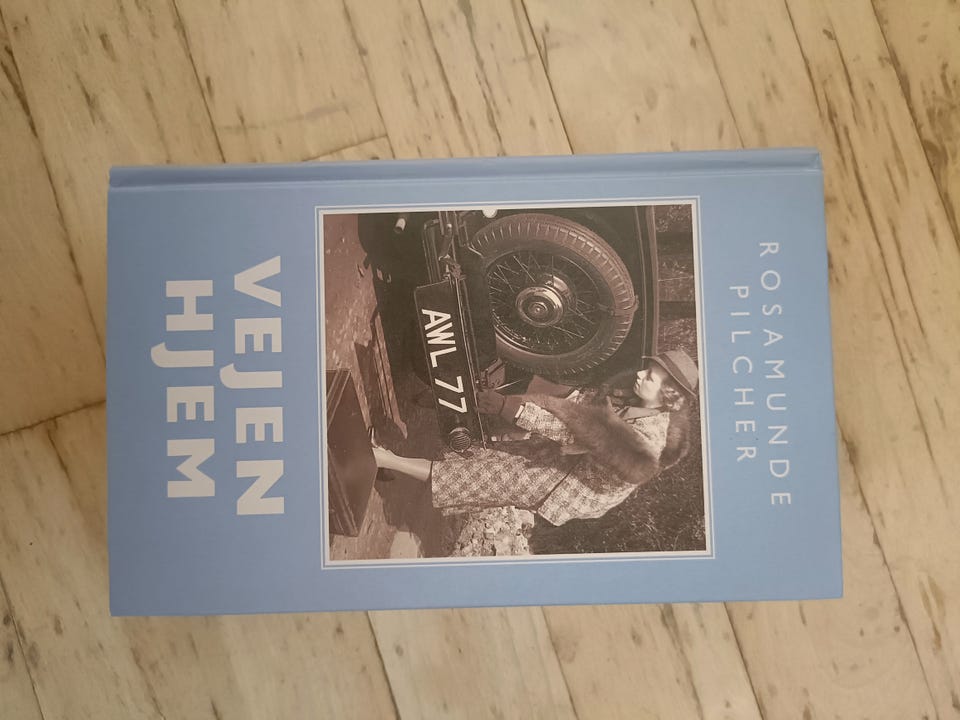 ROSAMUNDE
PILCHER
AWL 77
VEJEN
HJEM